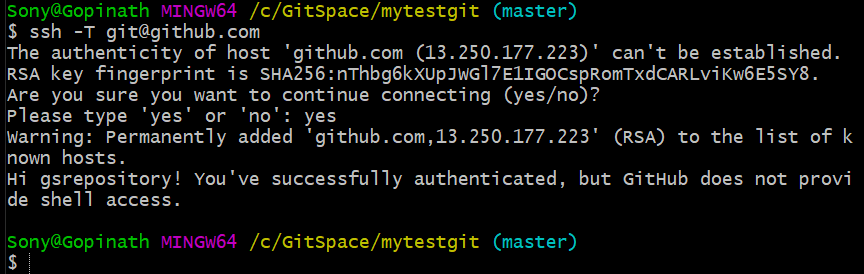 Sony@Gopinath MINGW64 /c/GitSpace/mytestgit (master)
$ ssh -T git@github.com
The authenticity of host 'github.com (13.250.177.223)' can't be established.
RSA key fingerprint is SHA256:nThbg6kXUpJWGl7E1IGOCspRomTxdCARLviKw6E5SY8.
Are you sure you want to continue connecting (yes/no)?
Please type 'yes' or 'no': yes
Warning: Permanently added 'github.com,13.250.177.223' (RSA) to the list of k
nown hosts.
Hi gsrepository! You've successfully authenticated, but GitHub does not provi
de shell access.
Sony@Gopinath MINGW64 /c/GitSpace/mytestgit (master)
$